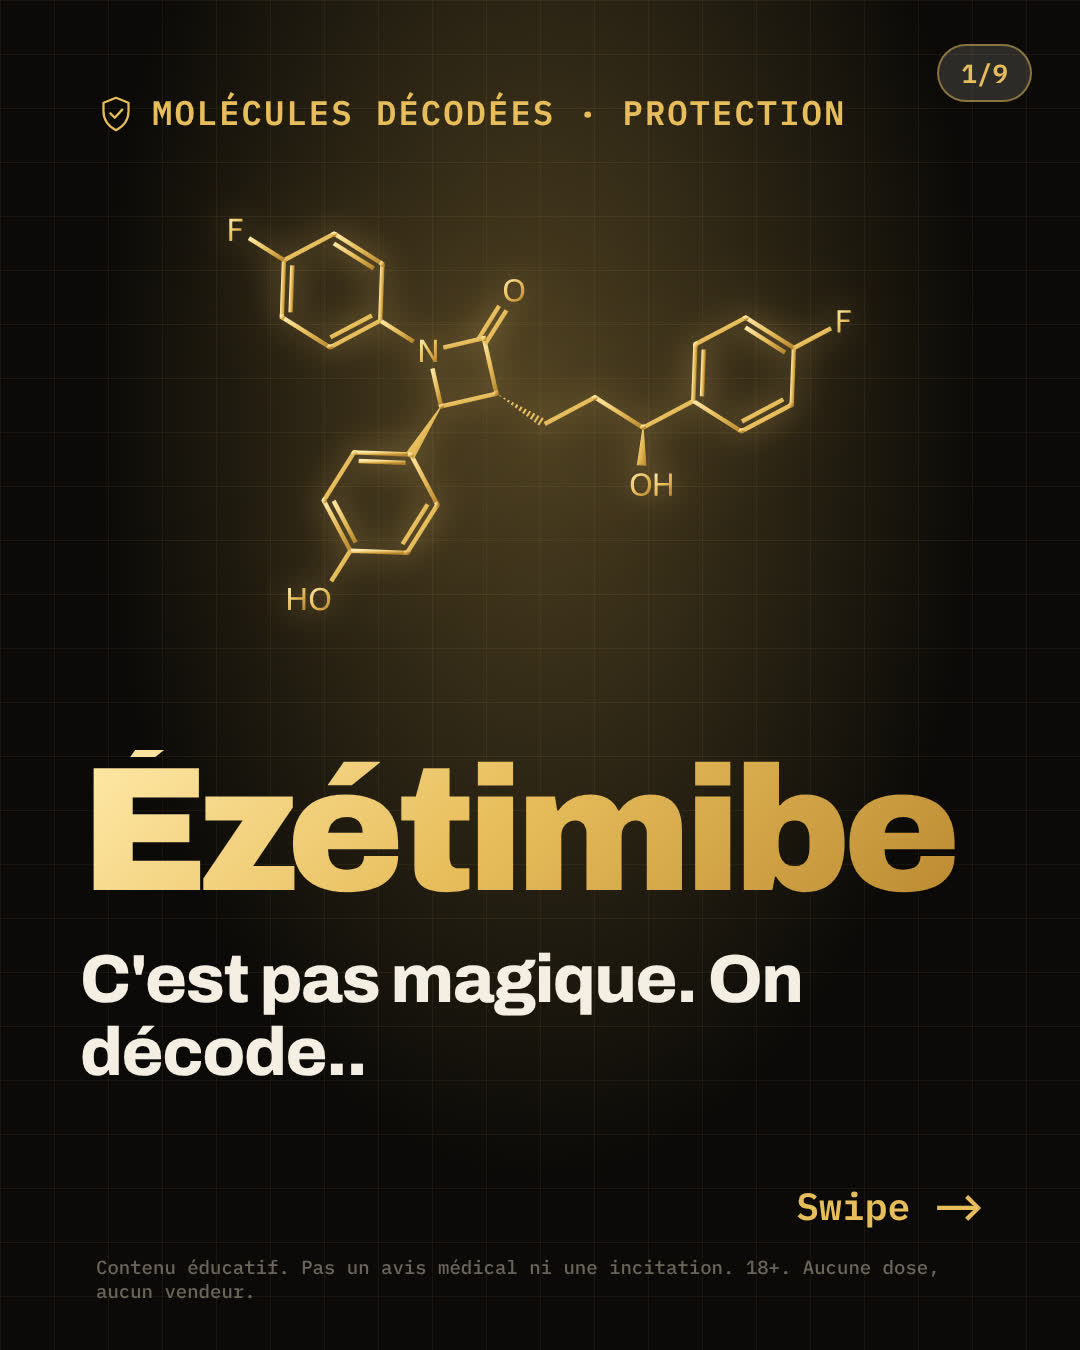 1/9
MOLÉCULES DÉCODÉES · PROTECTION
F
O
F
N
OH
HO
Ézétimibe
C'est pas magique. On
décode..
Swipe →
Contenu éducatif. Pas un avis médical ni une incitation. 18+. Aucune dose,
aucun vendeur.